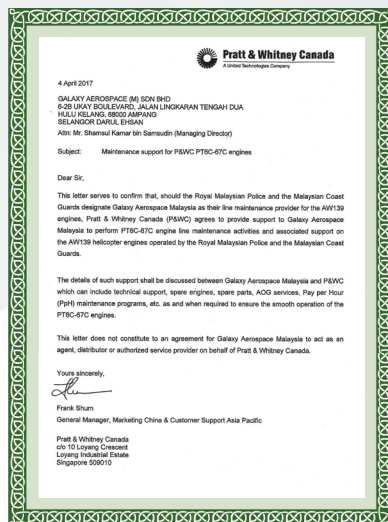 Pratt & Whitney Canada
A United Technologies Company
4 April 2017
GALAXY AEROSPACE (M) SDN BHD
6-2B UKAY BOULEVARD, JALAN LINGKARAN TENGAH DUA
HULU KELANG, 68000 AMPANG
SELANGOR DARUL EHSAN
Attn: Mr. Shamsul Kamar bin Samsudin (Managing Director)
Subject: Maintenance support for P&WC PT6C-67C engines
Dear Sir,
This letter serves to confirm that, should the Royal Malaysian Police and the Malaysian Coast
Guards designate Galaxy Aerospace Malaysia as their line maintenance provider for the AW139
engines, Pratt & Whitney Canada (P&WC) agrees to provide support to Galaxy Aerospace
Malaysia to perform PT6C-67C engine line maintenance activities and associated support on
the AW139 helicopter engines operated by the Royal Malaysian Police and the Malaysian Coast
Guards.
The details of such support shall be discussed between Galaxy Aerospace Malaysia and P&WC
which can include technical support, spare engines, spare parts, AOG services, Pay per Hour
(PpH) maintenance programs, etc. as and when required to ensure the smooth operation of the
PT6C-67C engines.
This letter does not constitute to an agreement for Galaxy Aerospace Malaysia to act as an
agent, distributor or authorized service provider on behalf of Pratt & Whitney Canada.
Yours sincerely,
Frank Shum
General Manager, Marketing China & Customer Support Asia Pacific
Pratt & Whitney Canada
c/o 10 Loyang Crescent
Loyang Industrial Estate
Singapore 509010